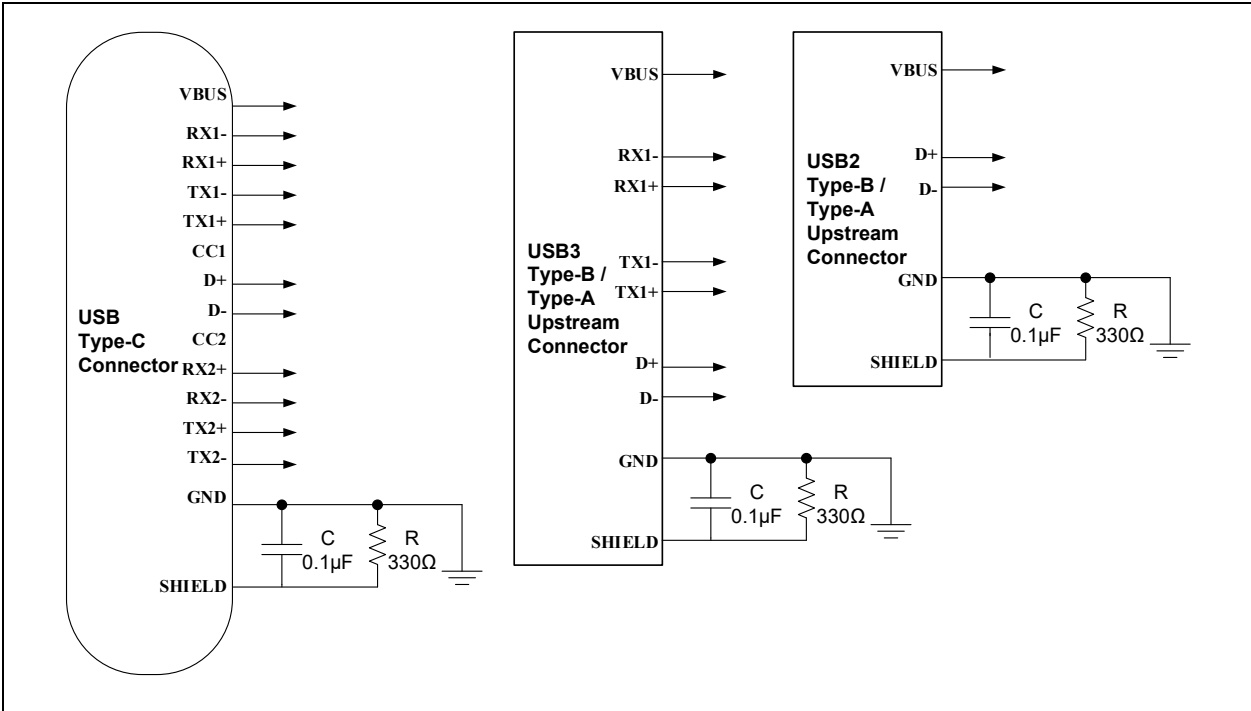 VBUS
RX1-
RX1+
TX1-
TX1+
CC1
D+
D-
CC2
RX2+
RX2-
TX2+
TX2-
GND
SHIELD
USB
Type-C
Connector
C
0.1µF
R
330Ω
VBUS
RX1-
RX1+
TX1-
TX1+
D+
D-
GND
SHIELD
USB3
Type-B /
Type-A
Upstream
Connector
C
0.1µF
R
330Ω
VBUS
D+
D-
GND
SHIELD
USB2
Type-B /
Type-A
Upstream
Connector
C
0.1µF
R
330Ω